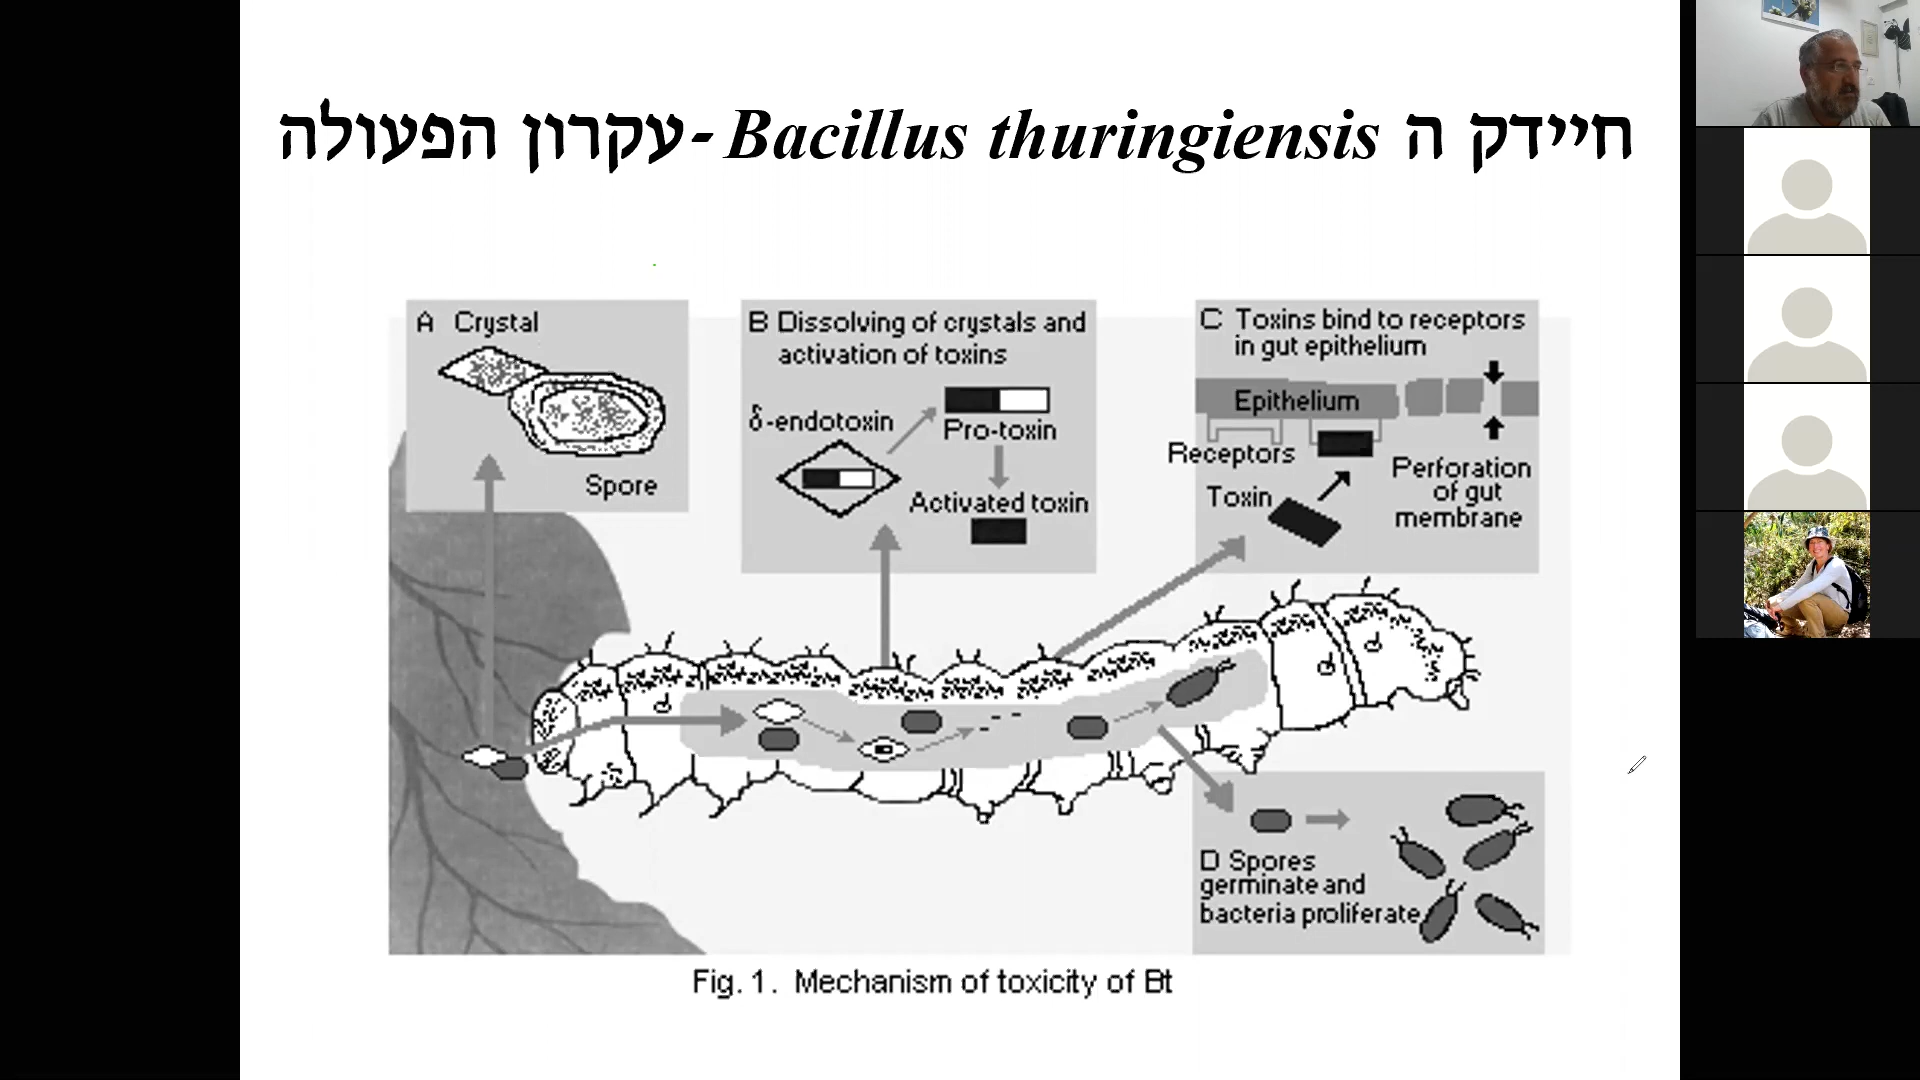 חיידק ה Bacillus thuringiensis -עקרון הפעולה
A Crystal
Spore
B Dissolving of crystals and
activation of toxins
δ-endotoxin
Pro-toxin
Activated toxin
C Toxins bind to receptors
in gut epithelium
Epithelium
Receptors
Toxin
Perforation
of gut
membrane
D Spores
germinate and
bacteria proliferate
Fig. 1. Mechanism of toxicity of Bt